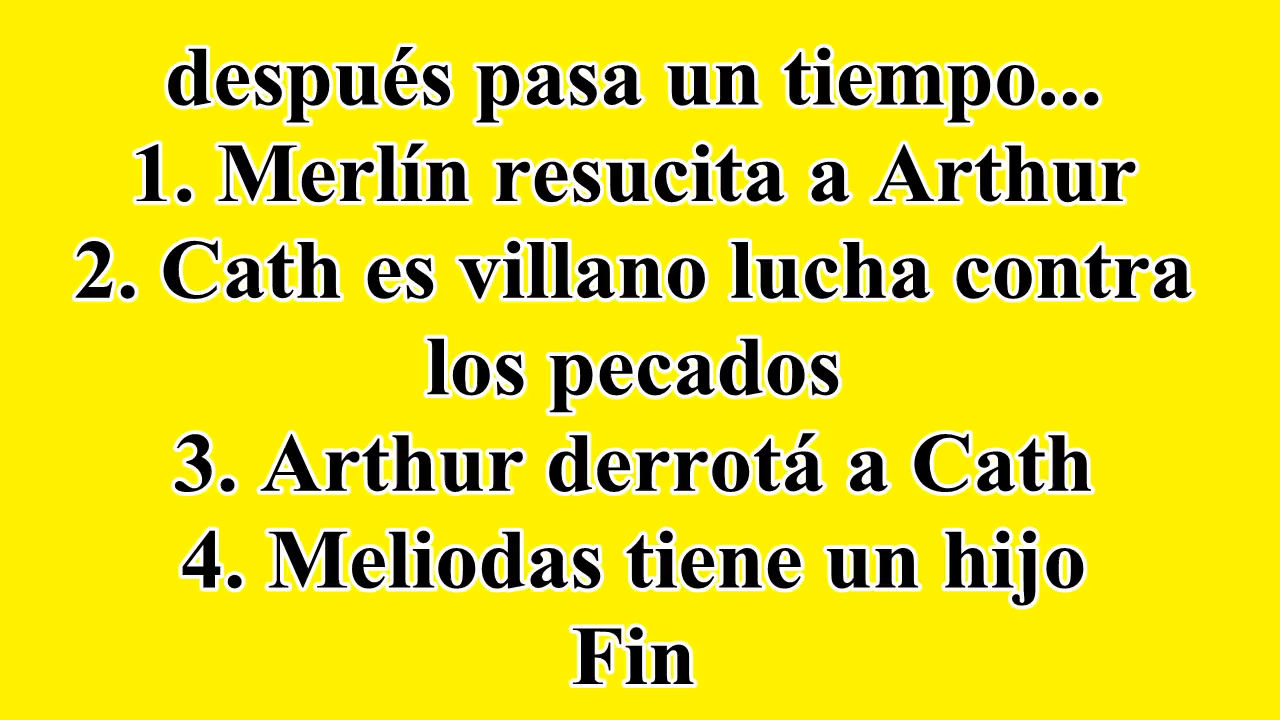 después pasa un tiempo...
1. Merlín resucita a Arthur
2. Cath es villano lucha contra
los pecados
3. Arthur derrotá a Cath
4. Meliodas tiene un hijo
Fin